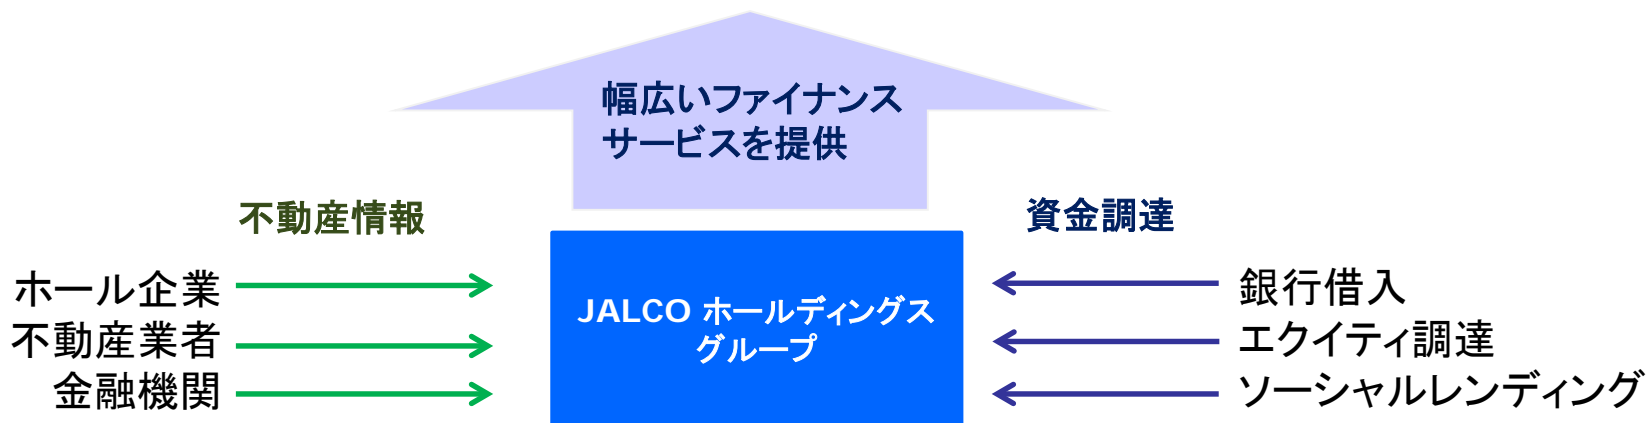 幅広いファイナンス
サービスを提供
不動産情報
資金調達
ホール企業
不動産業者
金融機関
JALCO ホールディングス
グループ
銀行借入
エクイティ調達
ソーシャルレンディング